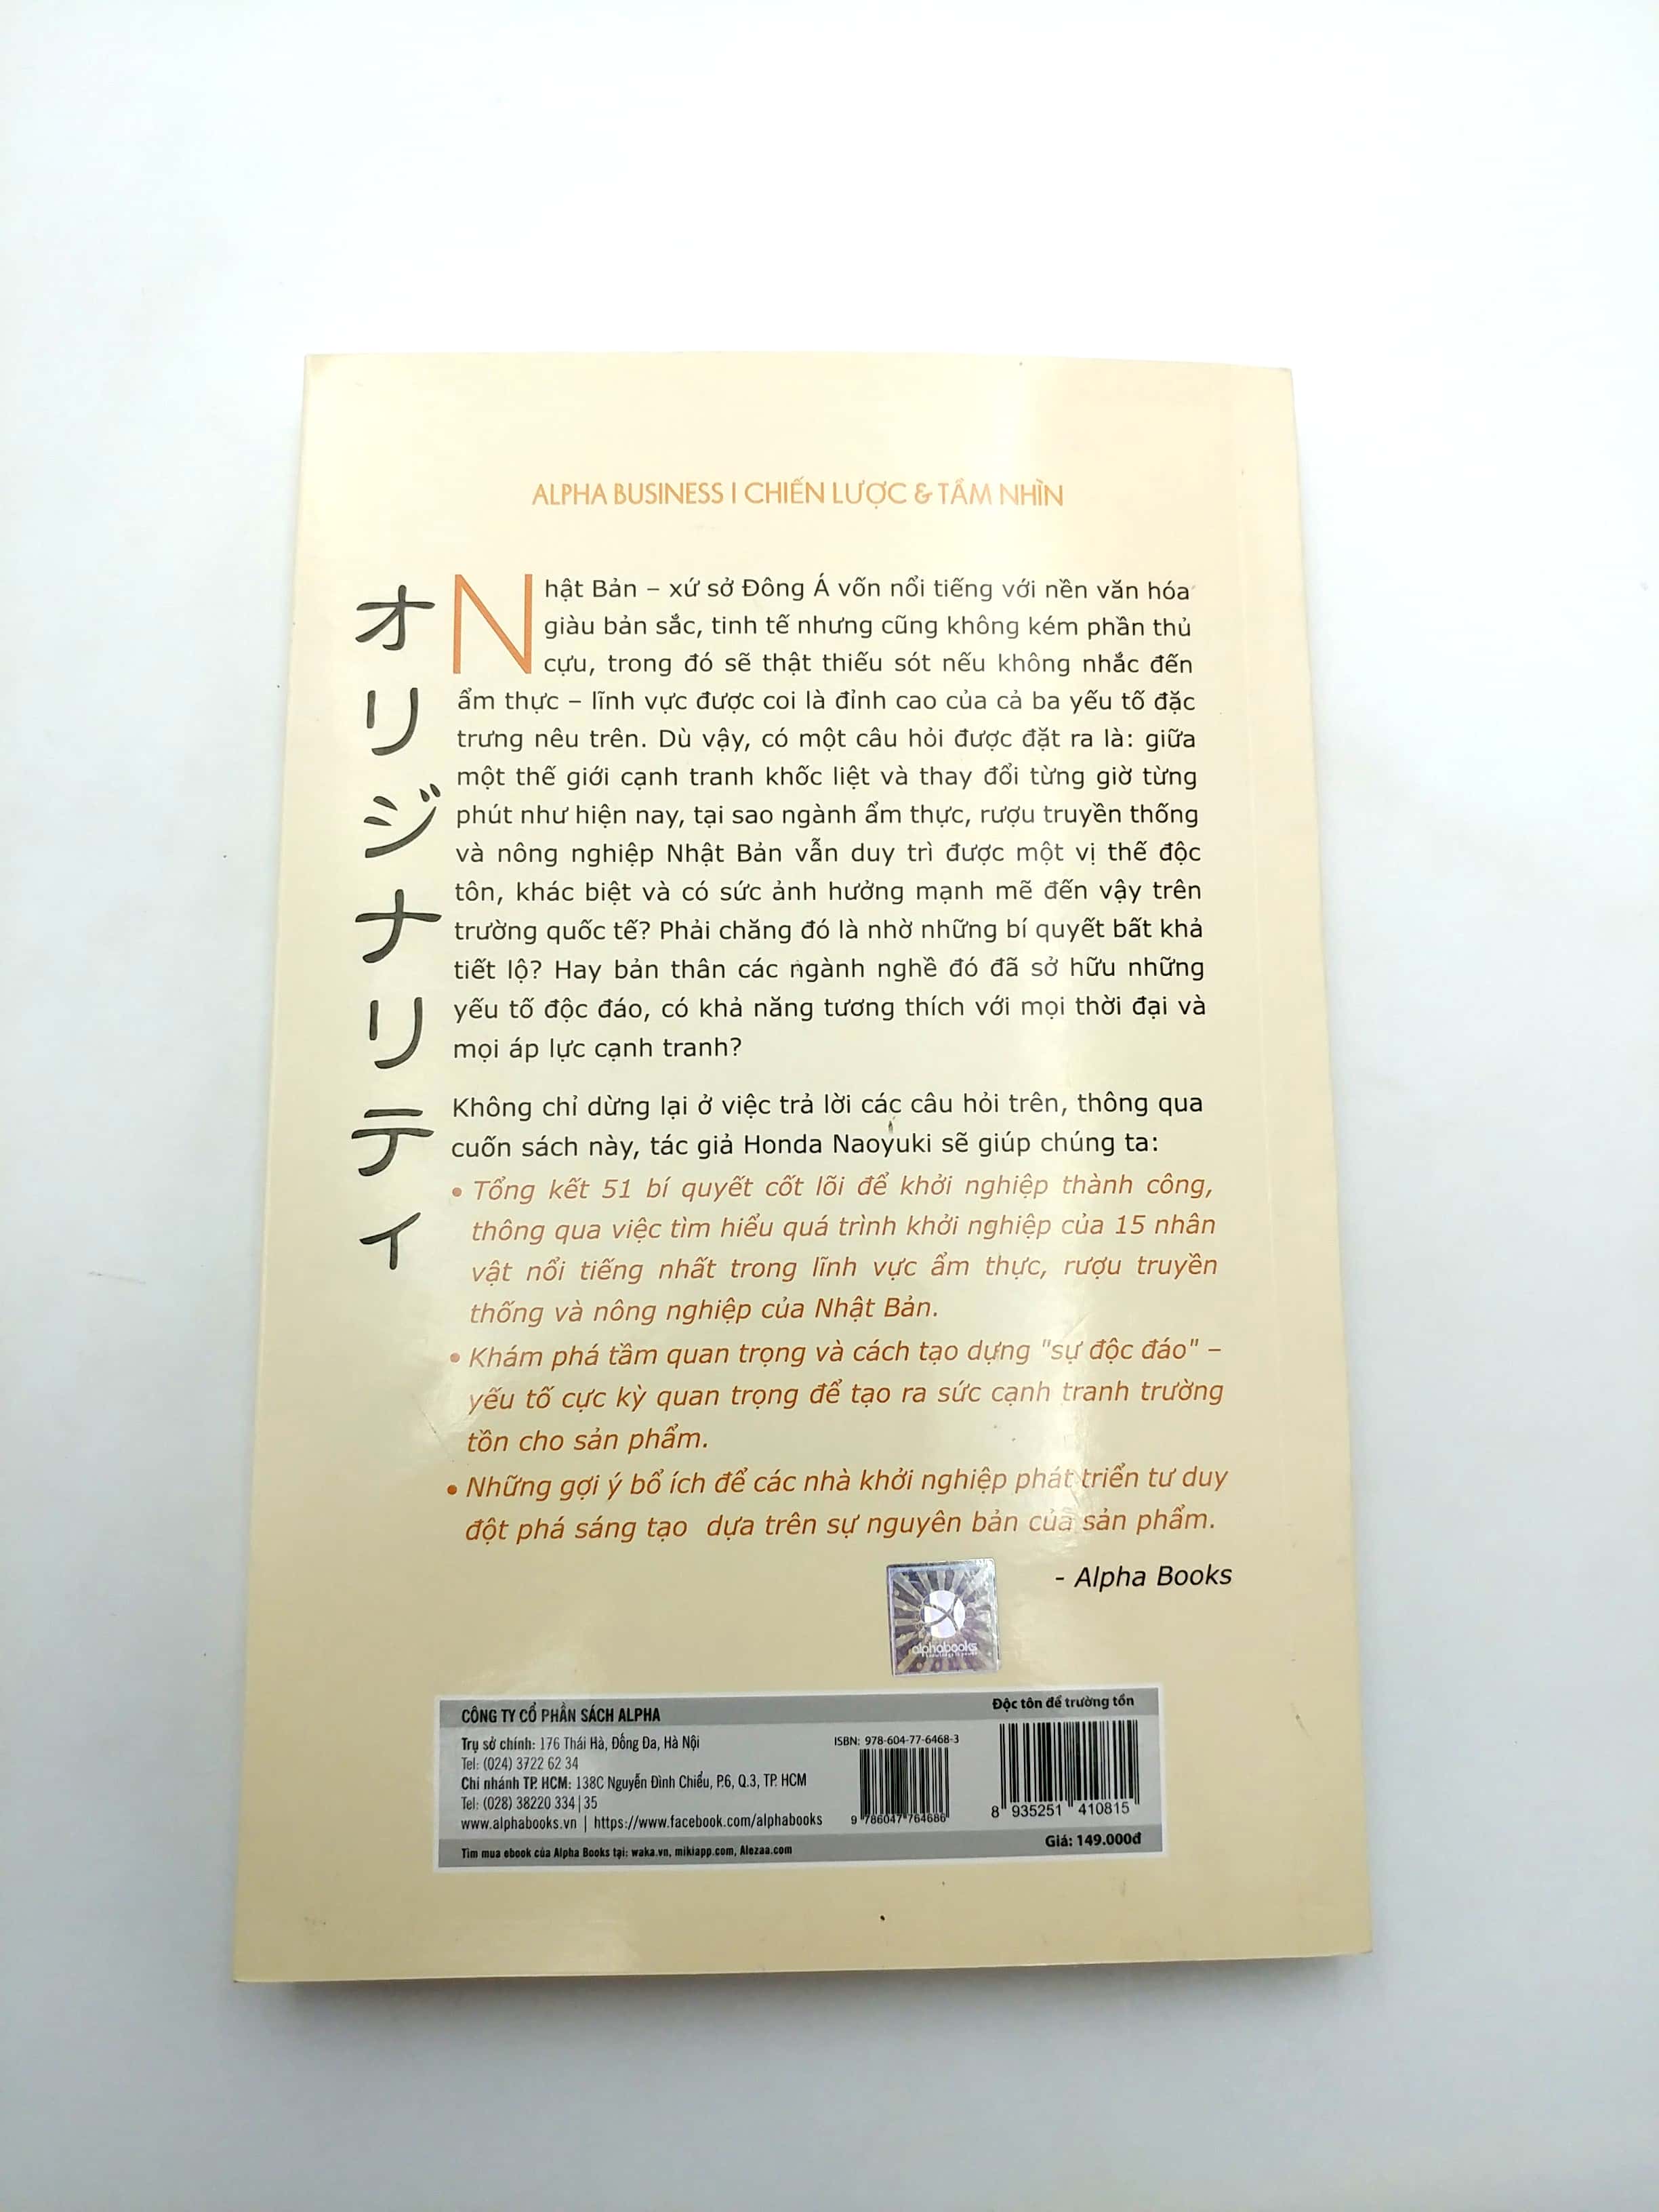 ALPHA BUSINESS | CHIẾN LƯỢC & TẦM NHÌN
オリジナリティ
Nhật Bản – xứ sở Đông Á vốn nổi tiếng với nền văn hóa
giàu bản sắc, tinh tế nhưng cũng không kém phần thủ
cựu, trong đó sẽ thật thiếu sót nếu không nhắc đến
ẩm thực – lĩnh vực được coi là đỉnh cao của cả ba yếu tố đặc
trưng nêu trên. Dù vậy, có một câu hỏi được đặt ra là: giữa
một thế giới cạnh tranh khốc liệt và thay đổi từng giờ từng
phút như hiện nay, tại sao ngành ẩm thực, rượu truyền thống
và nông nghiệp Nhật Bản vẫn duy trì được một vị thế độc
tôn, khác biệt và có sức ảnh hưởng mạnh mẽ đến vậy trên
trường quốc tế? Phải chăng đó là nhờ những bí quyết bất khả
tiết lộ? Hay bản thân các ngành nghề đó đã sở hữu những
yếu tố độc đáo, có khả năng tương thích với mọi thời đại và
mọi áp lực cạnh tranh?
Không chỉ dừng lại ở việc trả lời các câu hỏi trên, thông qua
cuốn sách này, tác giả Honda Naoyuki sẽ giúp chúng ta:
• Tổng kết 51 bí quyết cốt lõi để khởi nghiệp thành công,
thông qua việc tìm hiểu quá trình khởi nghiệp của 15 nhân
vật nổi tiếng nhất trong lĩnh vực ẩm thực, rượu truyền
thống và nông nghiệp của Nhật Bản.
• Khám phá tầm quan trọng và cách tạo dựng "sự độc đáo" –
yếu tố cực kỳ quan trọng để tạo ra sức cạnh tranh trường
tồn cho sản phẩm.
• Những gợi ý bổ ích để các nhà khởi nghiệp phát triển tư duy
đột phá sáng tạo dựa trên sự nguyên bản của sản phẩm.
- Alpha Books
alphabooks
CÔNG TY CỔ PHẦN SÁCH ALPHA
Trụ sở chính: 176 Thái Hà, Đống Đa, Hà Nội
Tel: (024) 3722 62 34
Chi nhánh TP. HCM: 138C Nguyễn Đình Chiểu, P.6, Q.3, TP. HCM
Tel: (028) 38220 334 | 35
www.alphabooks.vn | https://www.facebook.com/alphabooks
Tìm mua ebook của Alpha Books tại: waka.vn, mikiapp.com, Alezaa.com
ISBN: 978-604-77-6468-3
9 786047 764686
Độc tôn để trường tồn
8 935251 410815
Giá: 149.000đ